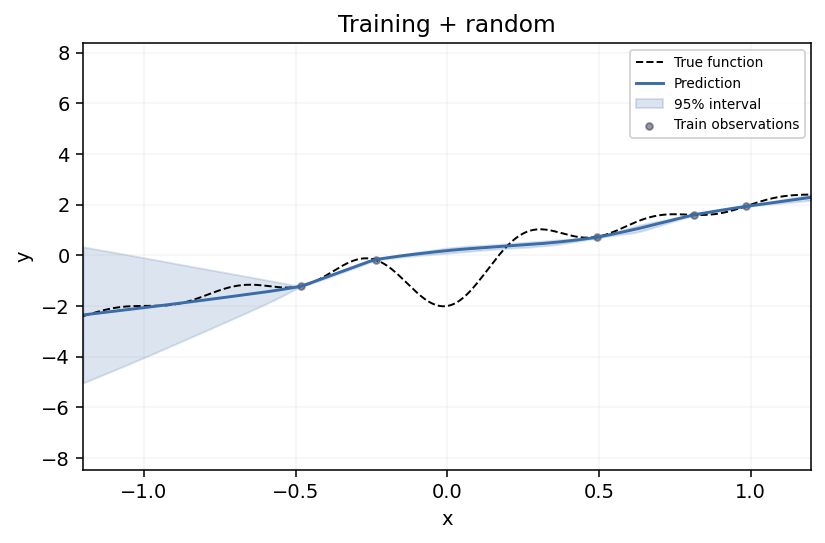 Training + random
True function
Prediction
95% interval
Train observations
8
6
4
2
0
−2
−4
−6
−8
y
−1.0
−0.5
0.0
0.5
1.0
x